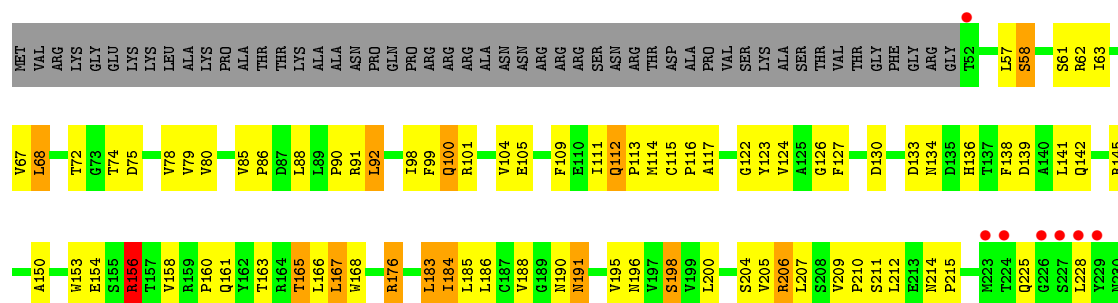 MET VAL ARG LYS GLY GLU LYS LYS LEU ALA LYS PRO ALA THR THR LYS ALA ALA ASN PRO GLN PRO ARG ARG ARG ALA ASN ASN ARG ARG ARG SER ASN ARG THR ASP ALA PRO VAL SER LYS ALA SER THR VAL THR GLY PHE GLY ARG GLY T52 L57 S58 S61 R62 I63
V67 L68 T72 G73 T74 D75 V78 V79 V80 V85 P86 D87 L88 L89 P90 R91 L92 I98 F99 Q100 R101 V104 E105 F109 E110 I111 Q112 P113 M114 C115 P116 A117 G122 Y123 V124 A125 G126 F127 D130 D133 N134 D135 H136 T137 F138 D139 A140 L141 Q142 R145
A150 W153 E154 S155 R156 T157 V158 R159 P160 Q161 Y162 T163 R164 T165 L166 L167 W168 R176 L183 I184 L185 L186 C187 V188 G189 N190 N191 V195 N196 V197 S198 V199 L200 S204 V205 R206 L207 S208 V209 P210 S211 L212 E213 N214 P215 M223 T224 Q225 G226 S227 L228 Y229